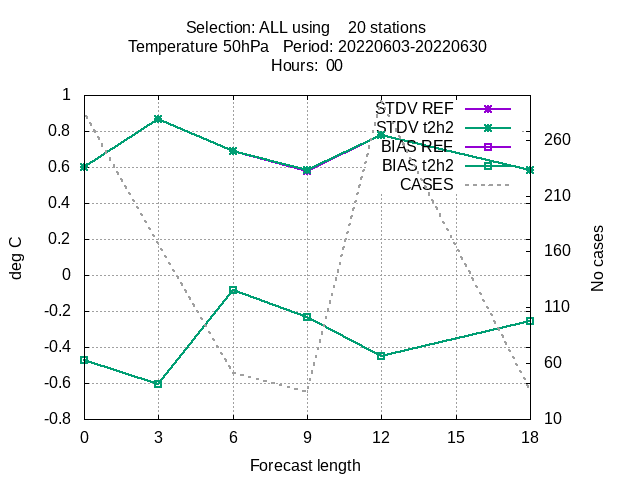 Selection: ALL using    20 stations
Temperature 50hPa   Period: 20220603-20220630
Hours:  00
1
0.8
0.6
0.4
0.2
0
-0.2
-0.4
-0.6
-0.8
deg C
STDV REF
STDV t2h2
BIAS REF
BIAS t2h2
CASES
260
210
160
110
60
10
No cases
0 3 6 9 12 15 18
Forecast length